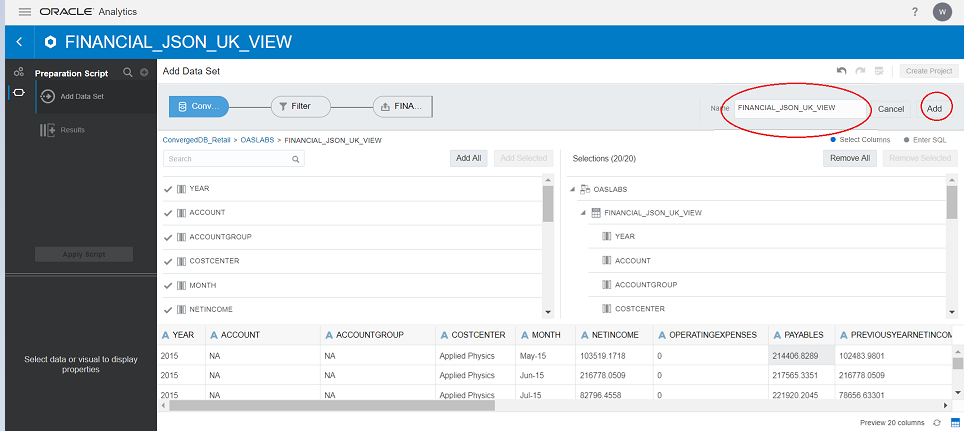 ORACLE Analytics ? W
FINANCIAL_JSON_UK_VIEW
Preparation Script
Add Data Set
Results
Apply Script
Select data or visual to display
properties
Add Data Set
Create Project
Conv...
Filter
FINA...
Name FINANCIAL_JSON_UK_VIEW Cancel Add
ConvergedDB_Retail > OASLABS > FINANCIAL_JSON_UK_VIEW
Select Columns Enter SQL
Search Add All Add Selected
YEAR
ACCOUNT
ACCOUNTGROUP
COSTCENTER
MONTH
NETINCOME
Selections (20/20) Remove All Remove Selected
OASLABS
FINANCIAL_JSON_UK_VIEW
YEAR
ACCOUNT
ACCOUNTGROUP
COSTCENTER
A YEAR A ACCOUNT A ACCOUNTGROUP A COSTCENTER A MONTH A NETINCOME A OPERATINGEXPENSES A PAYABLES A PREVIOUSYEARNETINCOM
2015 NA NA Applied Physics May-15 103519.1718 0 214406.8289 102483.9801
2015 NA NA Applied Physics Jun-15 216778.0509 0 217565.3351 216778.0509
2015 NA NA Applied Physics Jul-15 82796.4558 0 221920.2045 78656.63301
Preview 20 columns